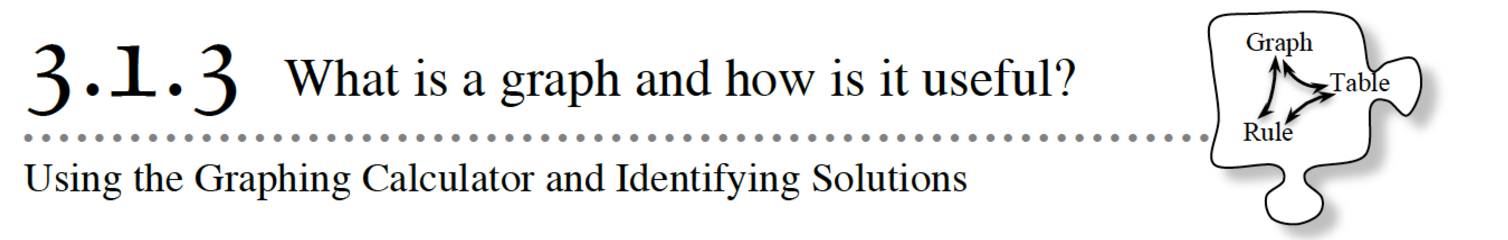 3.1.3 What is a graph and how is it useful?
Using the Graphing Calculator and Identifying Solutions
Graph
Table
Rule